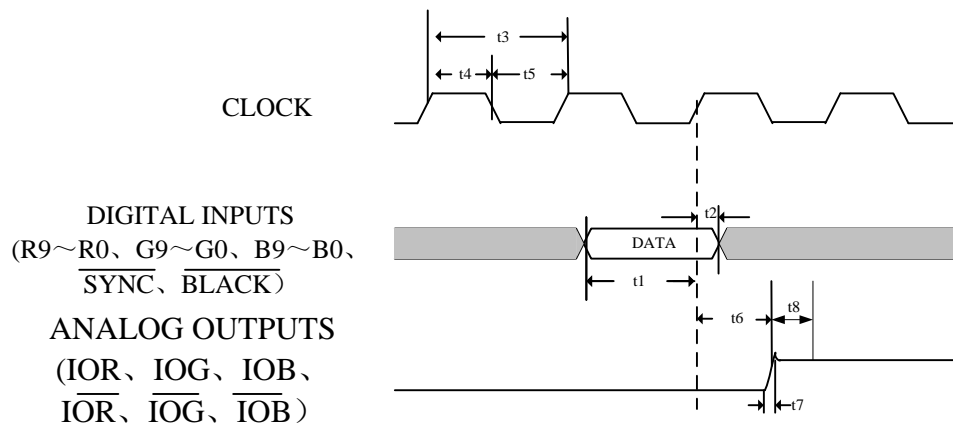 t3
t4 t5
CLOCK
DIGITAL INPUTS
(R9～R0、G9～G0、B9～B0、
SYNC、BLACK）
DATA
t2
t1
ANALOG OUTPUTS
(IOR、IOG、IOB、
IOR、IOG、IOB）
t6
t8
t7